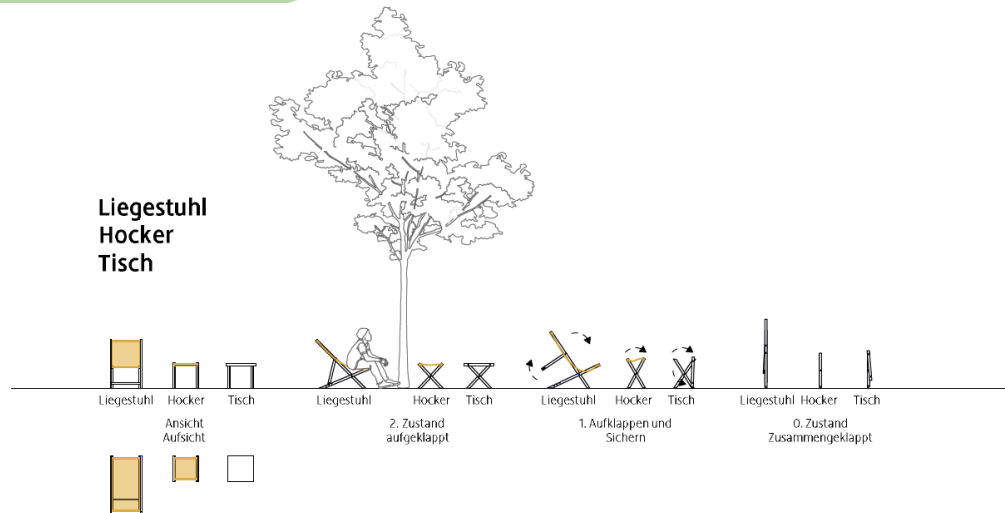 Liegestuhl
Hocker
Tisch
Liegestuhl Hocker Tisch
Ansicht
Aufsicht
Liegestuhl Hocker Tisch
2. Zustand
aufgeklappt
Liegestuhl Hocker Tisch
1. Aufklappen und
Sichern
Liegestuhl Hocker Tisch
0. Zustand
Zusammengeklappt